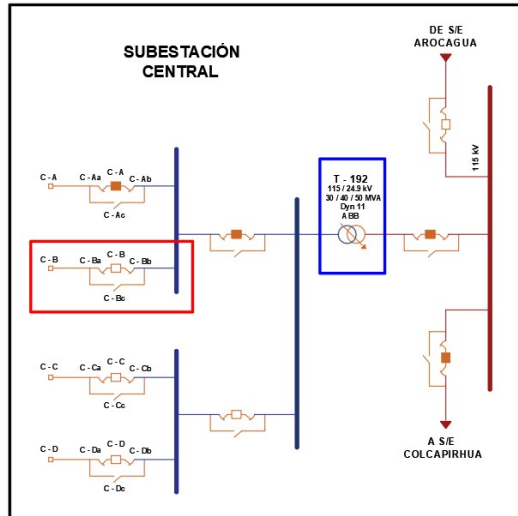 SUBESTACIÓN
CENTRAL
DE S/E
AROCAGUA
115 kV
T - 192
115 / 24.9 kV
30 / 40 / 50 MVA
Dyn 11
ABB
C - A
C - Aa
C - A
C - Ab
C - Ac
C - B
C - Ba
C - B
C - Bb
C - Bc
C - C
C - Ca
C - C
C - Cb
C - Cc
C - D
C - Da
C - D
C - Db
C - Dc
A S/E
COLCAPIRHUA